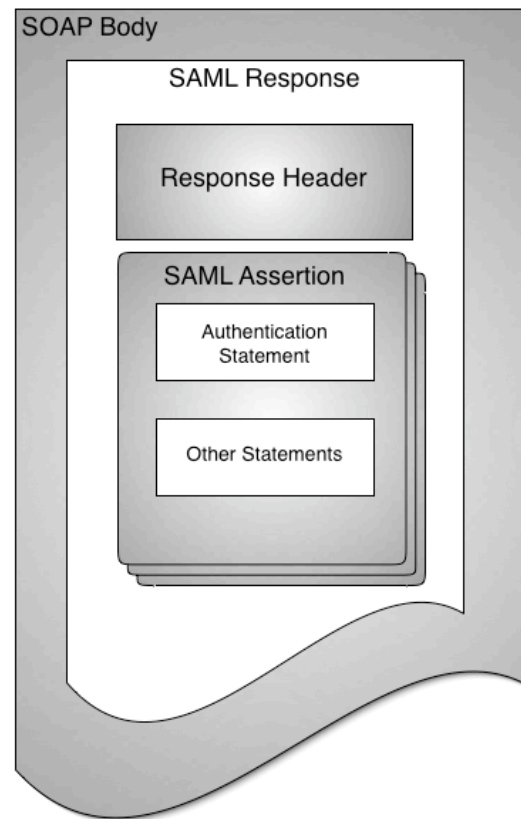 SOAP Body
SAML Response
Response Header
SAML Assertion
Authentication
Statement
Other Statements